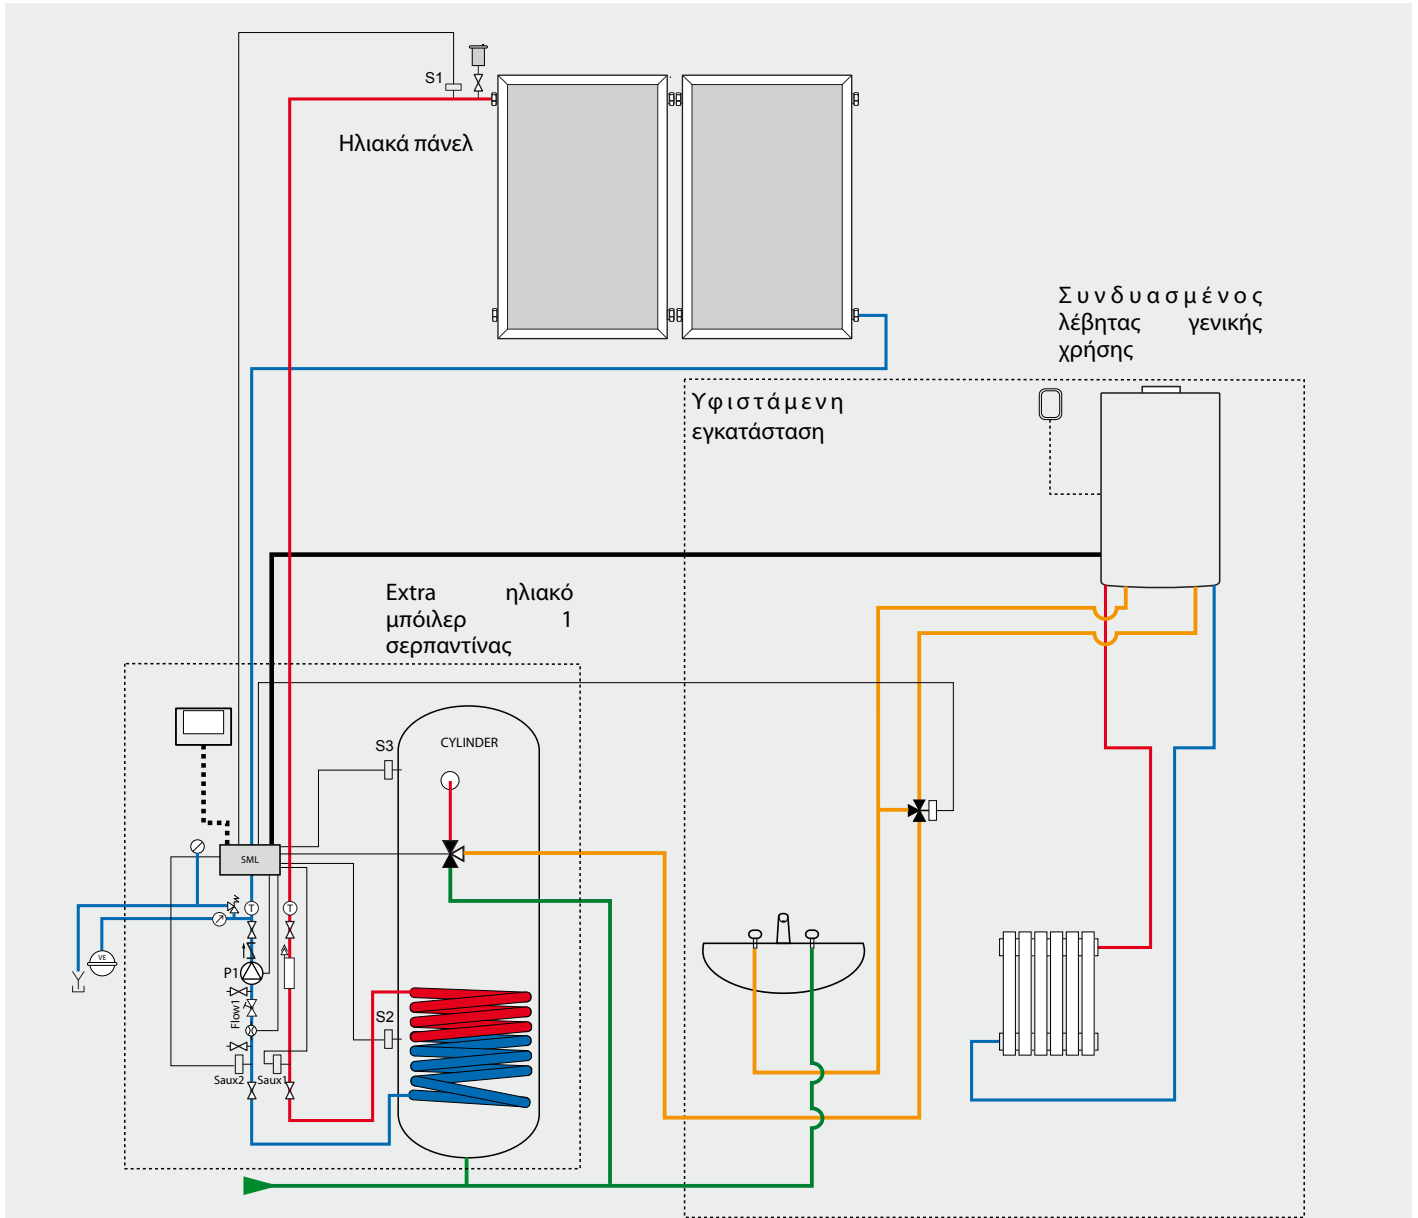 S1
Ηλιακά πάνελ
Συνδυασμένος
λέβητας γενικής
χρήσης
Υφιστάμενη
εγκατάσταση
Extra ηλιακό
μπόιλερ 1
σερπαντίνας
S3
CYLINDER
SML
T
T
VE
P1
Flow1
S2
Saux2
Saux1